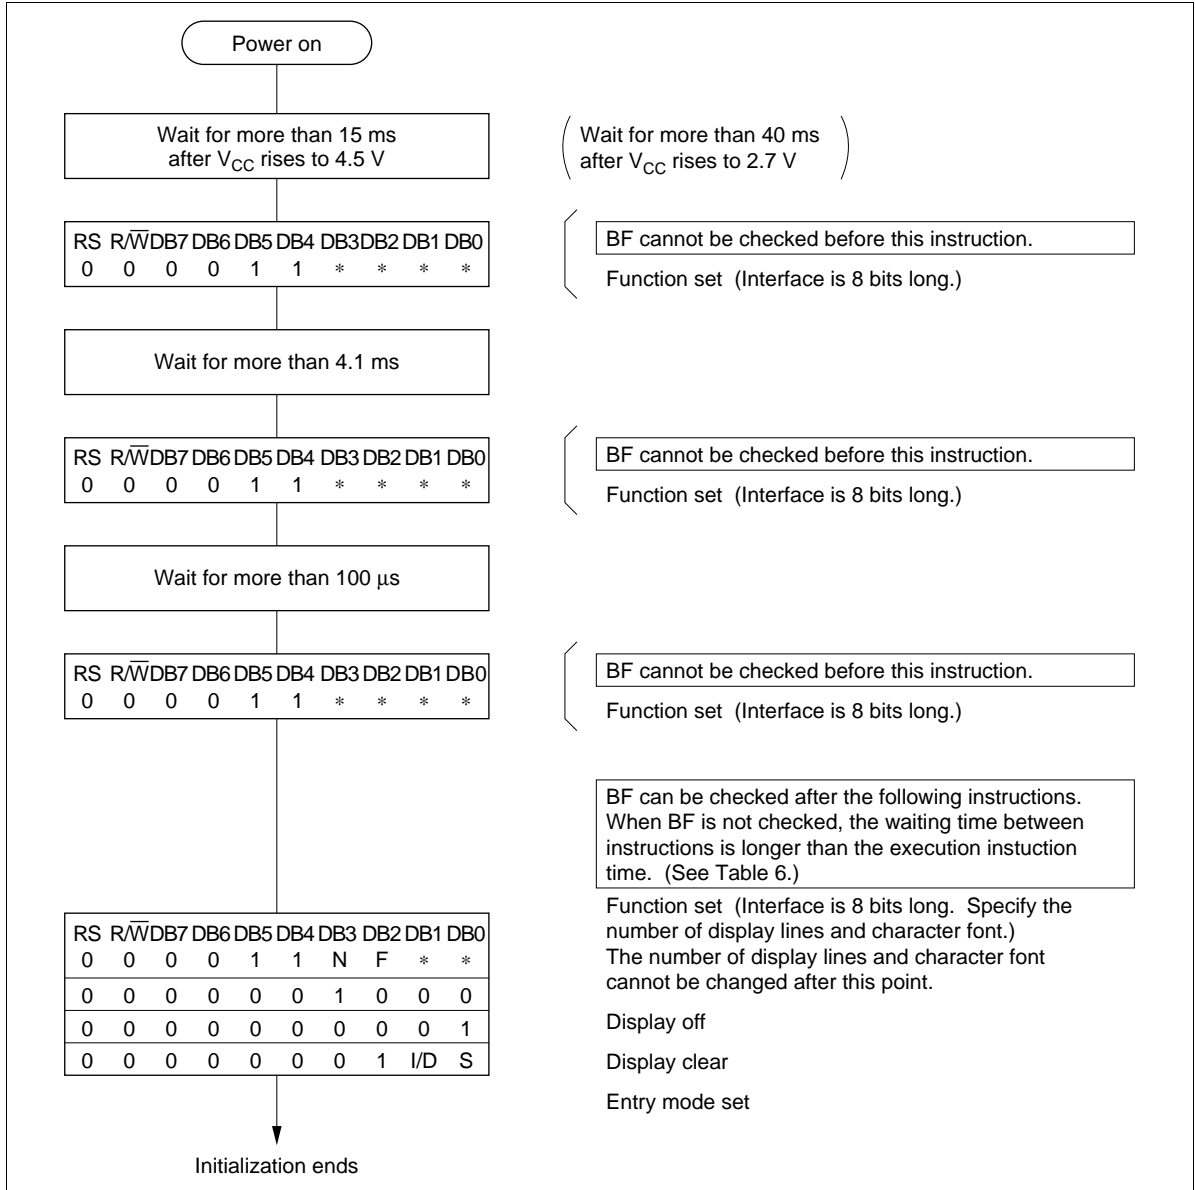 Power on
Wait for more than 15 ms
after VCC rises to 4.5 V
Wait for more than 40 ms
after VCC rises to 2.7 V
RS R/W̅ DB7 DB6 DB5 DB4 DB3 DB2 DB1 DB0
0 0 0 0 1 1 * * * *
BF cannot be checked before this instruction.
Function set (Interface is 8 bits long.)
Wait for more than 4.1 ms
RS R/W̅ DB7 DB6 DB5 DB4 DB3 DB2 DB1 DB0
0 0 0 0 1 1 * * * *
BF cannot be checked before this instruction.
Function set (Interface is 8 bits long.)
Wait for more than 100 µs
RS R/W̅ DB7 DB6 DB5 DB4 DB3 DB2 DB1 DB0
0 0 0 0 1 1 * * * *
BF cannot be checked before this instruction.
Function set (Interface is 8 bits long.)
BF can be checked after the following instructions.
When BF is not checked, the waiting time between
instructions is longer than the execution instuction
time. (See Table 6.)
RS R/W̅ DB7 DB6 DB5 DB4 DB3 DB2 DB1 DB0
0 0 0 0 1 1 N F * *
0 0 0 0 0 0 1 0 0 0
0 0 0 0 0 0 0 0 0 1
0 0 0 0 0 0 0 1 I/D S
Function set (Interface is 8 bits long. Specify the
number of display lines and character font.)
The number of display lines and character font
cannot be changed after this point.
Display off
Display clear
Entry mode set
Initialization ends